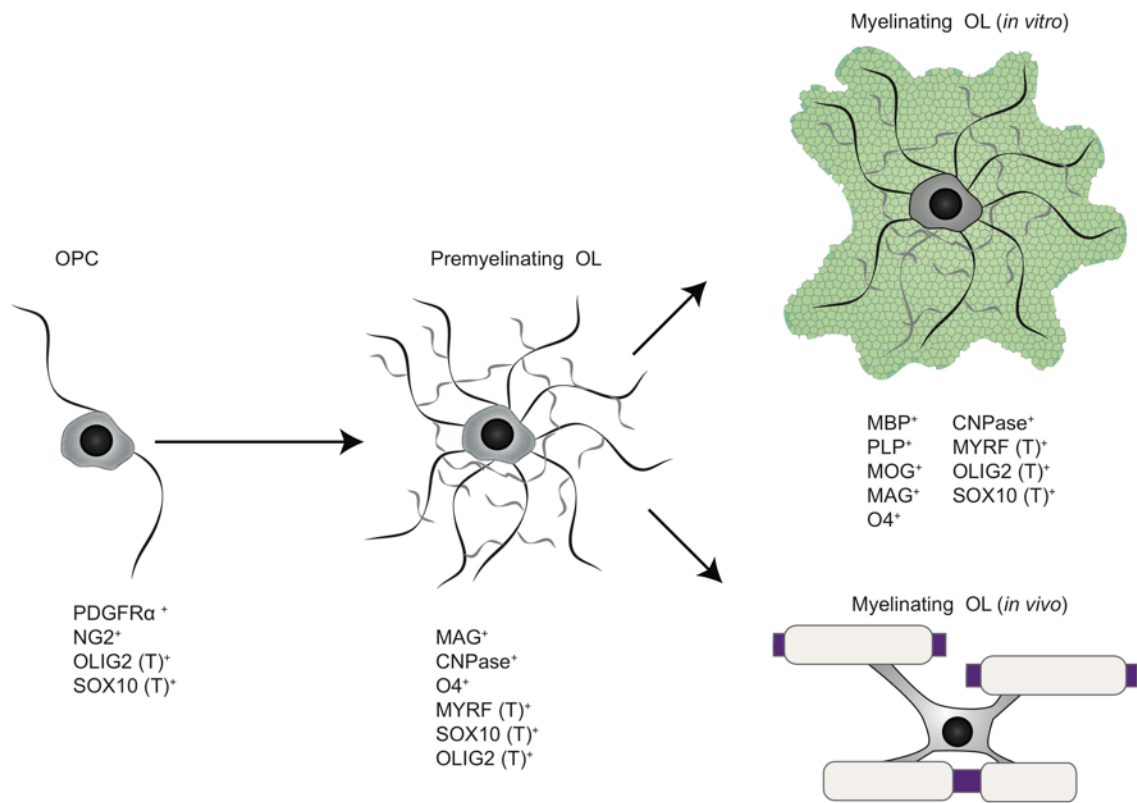 OPC
PDGFRα +
NG2+
OLIG2 (T)+
SOX10 (T)+
Premyelinating OL
MAG+
CNPase+
O4+
MYRF (T)+
SOX10 (T)+
OLIG2 (T)+
Myelinating OL (in vitro)
MBP+
PLP+
MOG+
MAG+
O4+
CNPase+
MYRF (T)+
OLIG2 (T)+
SOX10 (T)+
Myelinating OL (in vivo)